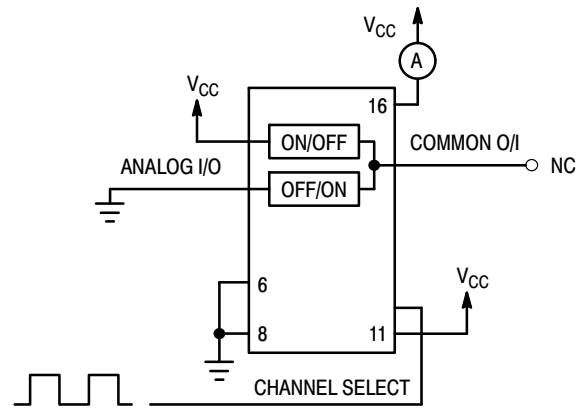 VCC
A
VCC
16
ON/OFF
COMMON O/I
NC
ANALOG I/O
OFF/ON
6
VCC
8
11
CHANNEL SELECT